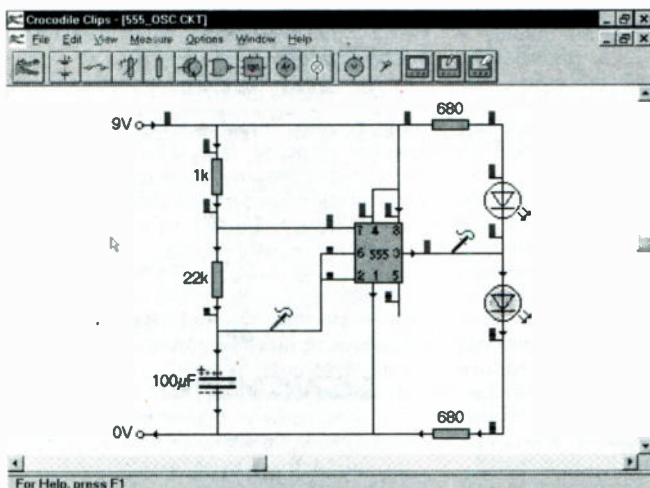 Crocodile Clips - [555_OSC.CKT]
File Edit View Measure Options Window Help
680
9V
1k
7 4 8
6 555 3
2 1 5
22k
100µF
680
0V
For Help, press F1